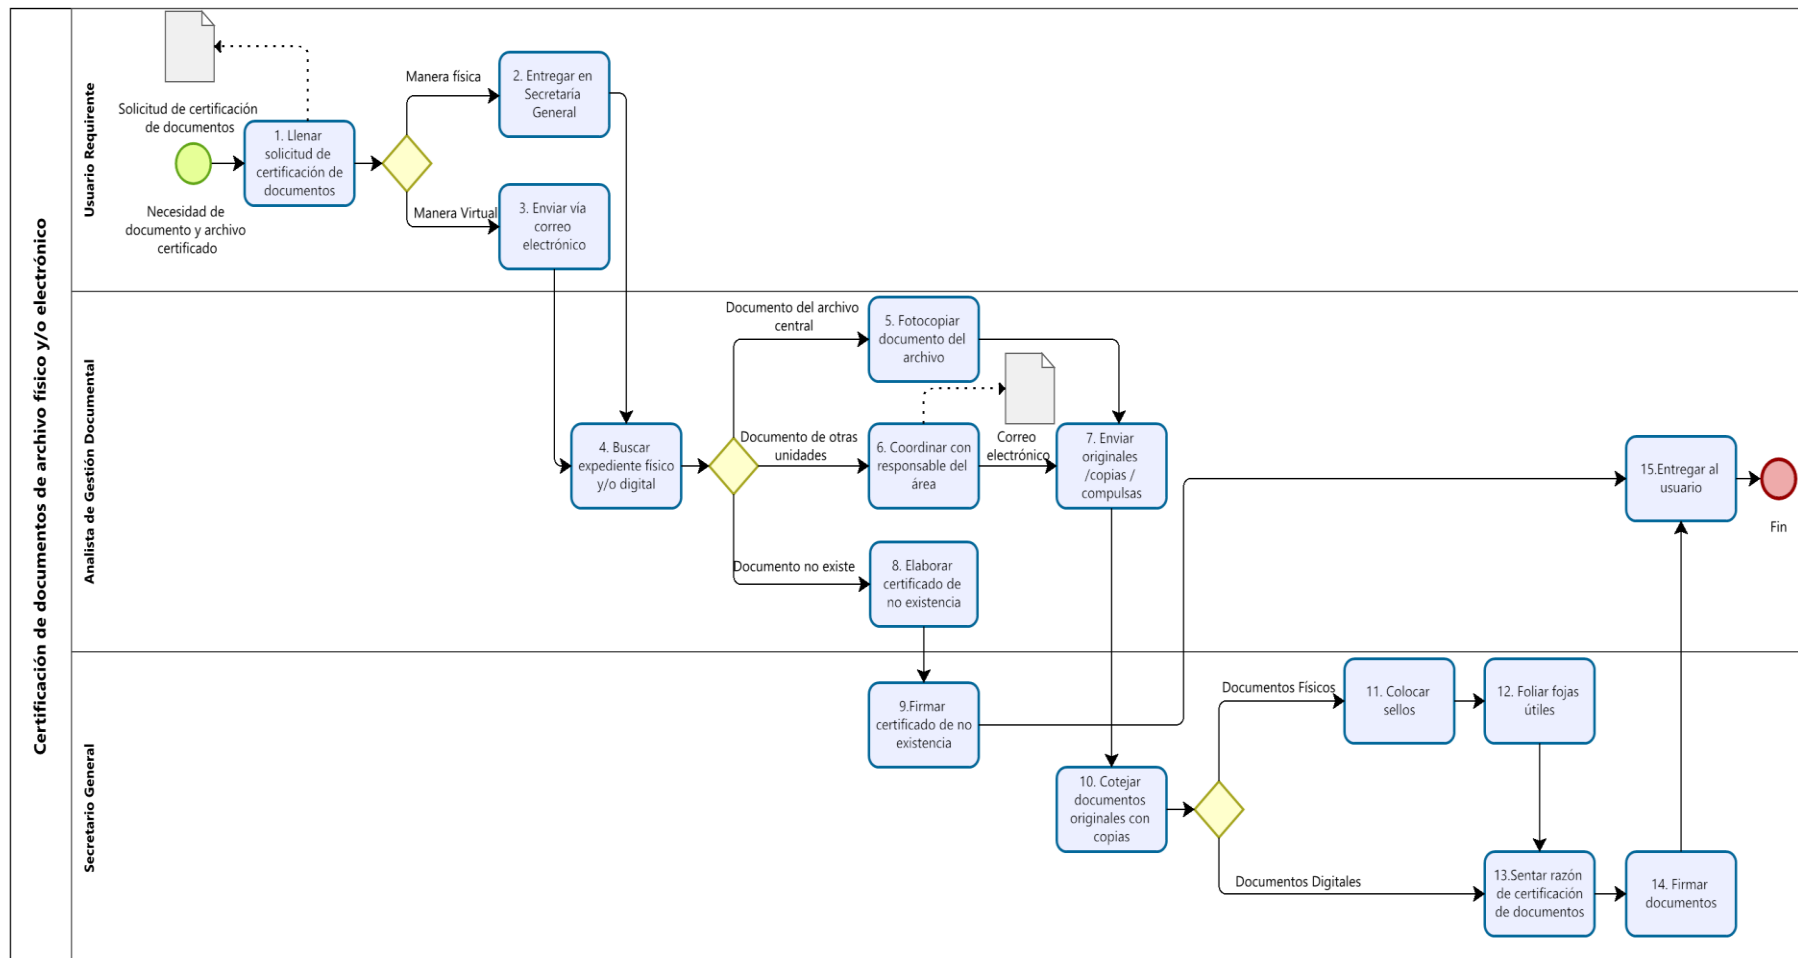 Certificación de documentos de archivo físico y/o electrónico
Usuario Requirente
Solicitud de certificación
de documentos
Necesidad de
documento y archivo
certificado
1. Llenar
solicitud de
certificación de
documentos
Manera física
2. Entregar en
Secretaría
General
Manera Virtual
3. Enviar vía
correo
electrónico
Analista de Gestión Documental
4. Buscar
expediente físico
y/o digital
Documento del archivo
central
5. Fotocopiar
documento del
archivo
Documento de otras
unidades
6. Coordinar con
responsable del
área
Correo
electrónico
7. Enviar
originales
/copias /
compulsas
Documento no existe
8. Elaborar
certificado de
no existencia
15.Entregar al
usuario
Fin
Secretario General
9.Firmar
certificado de no
existencia
10. Cotejar
documentos
originales con
copias
Documentos Físicos
11. Colocar
sellos
12. Foliar fojas
útiles
Documentos Digitales
13.Sentar razón
de certificación
de documentos
14. Firmar
documentos